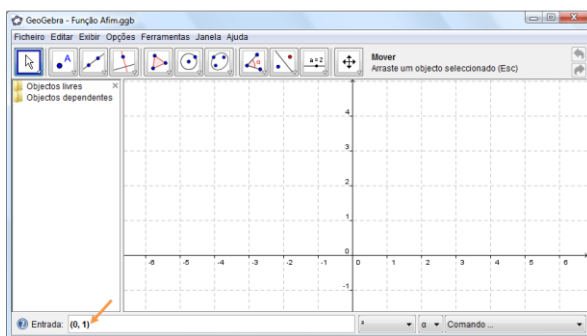 GeoGebra - Função Afim.ggb
Ficheiro Editar Exibir Opções Ferramentas Janela Ajuda
A
α
a=2
Mover
Arraste um objecto seleccionado (Esc)
Objectos livres
Objectos dependentes
4
3
2
1
0
-6 -5 -4 -3 -2 -1 0 1 2 3 4 5 6
-1
Entrada: (0, 1)
² α Comando ...